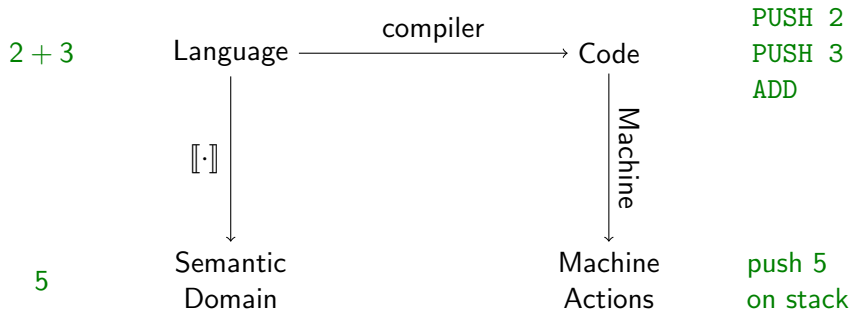 PUSH 2
2 + 3 Language compiler Code PUSH 3
ADD
⟦·⟧ Machine
Semantic Machine push 5
5
Domain Actions on stack